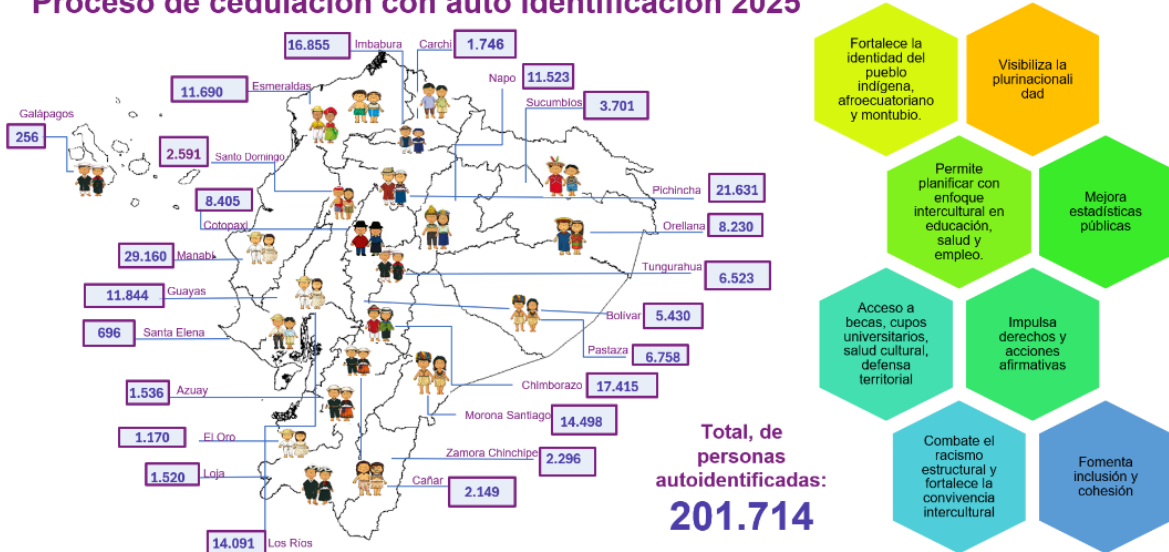 Proceso de cedulación con auto identificación 2025
16.855
Imbabura
Carchi
1.746
Napo
11.523
11.690
Esmeraldas
Sucumbíos
3.701
Galápagos
256
2.591
Santo Domingo
Pichincha
21.631
8.405
Cotopaxi
Orellana
8.230
29.160
Manabí
Tungurahua
6.523
11.844
Guayas
Bolívar
5.430
696
Santa Elena
Pastaza
6.758
1.536
Azuay
Chimborazo
17.415
Morona Santiago
14.498
1.170
El Oro
Zamora Chinchipe
2.296
1.520
Loja
Cañar
2.149
14.091
Los Ríos
Total, de
personas
autoidentificadas:
201.714
Fortalece la
identidad del
pueblo
indígena,
afroecuatoriano
y montubio.
Visibiliza la
plurinacionali
dad
Permite
planificar con
enfoque
intercultural en
educación,
salud y
empleo.
Mejora
estadísticas
públicas
Acceso a
becas, cupos
universitarios,
salud cultural,
defensa
territorial
Impulsa
derechos y
acciones
afirmativas
Combate el
racismo
estructural y
fortalece la
convivencia
intercultural
Fomenta
inclusión y
cohesión